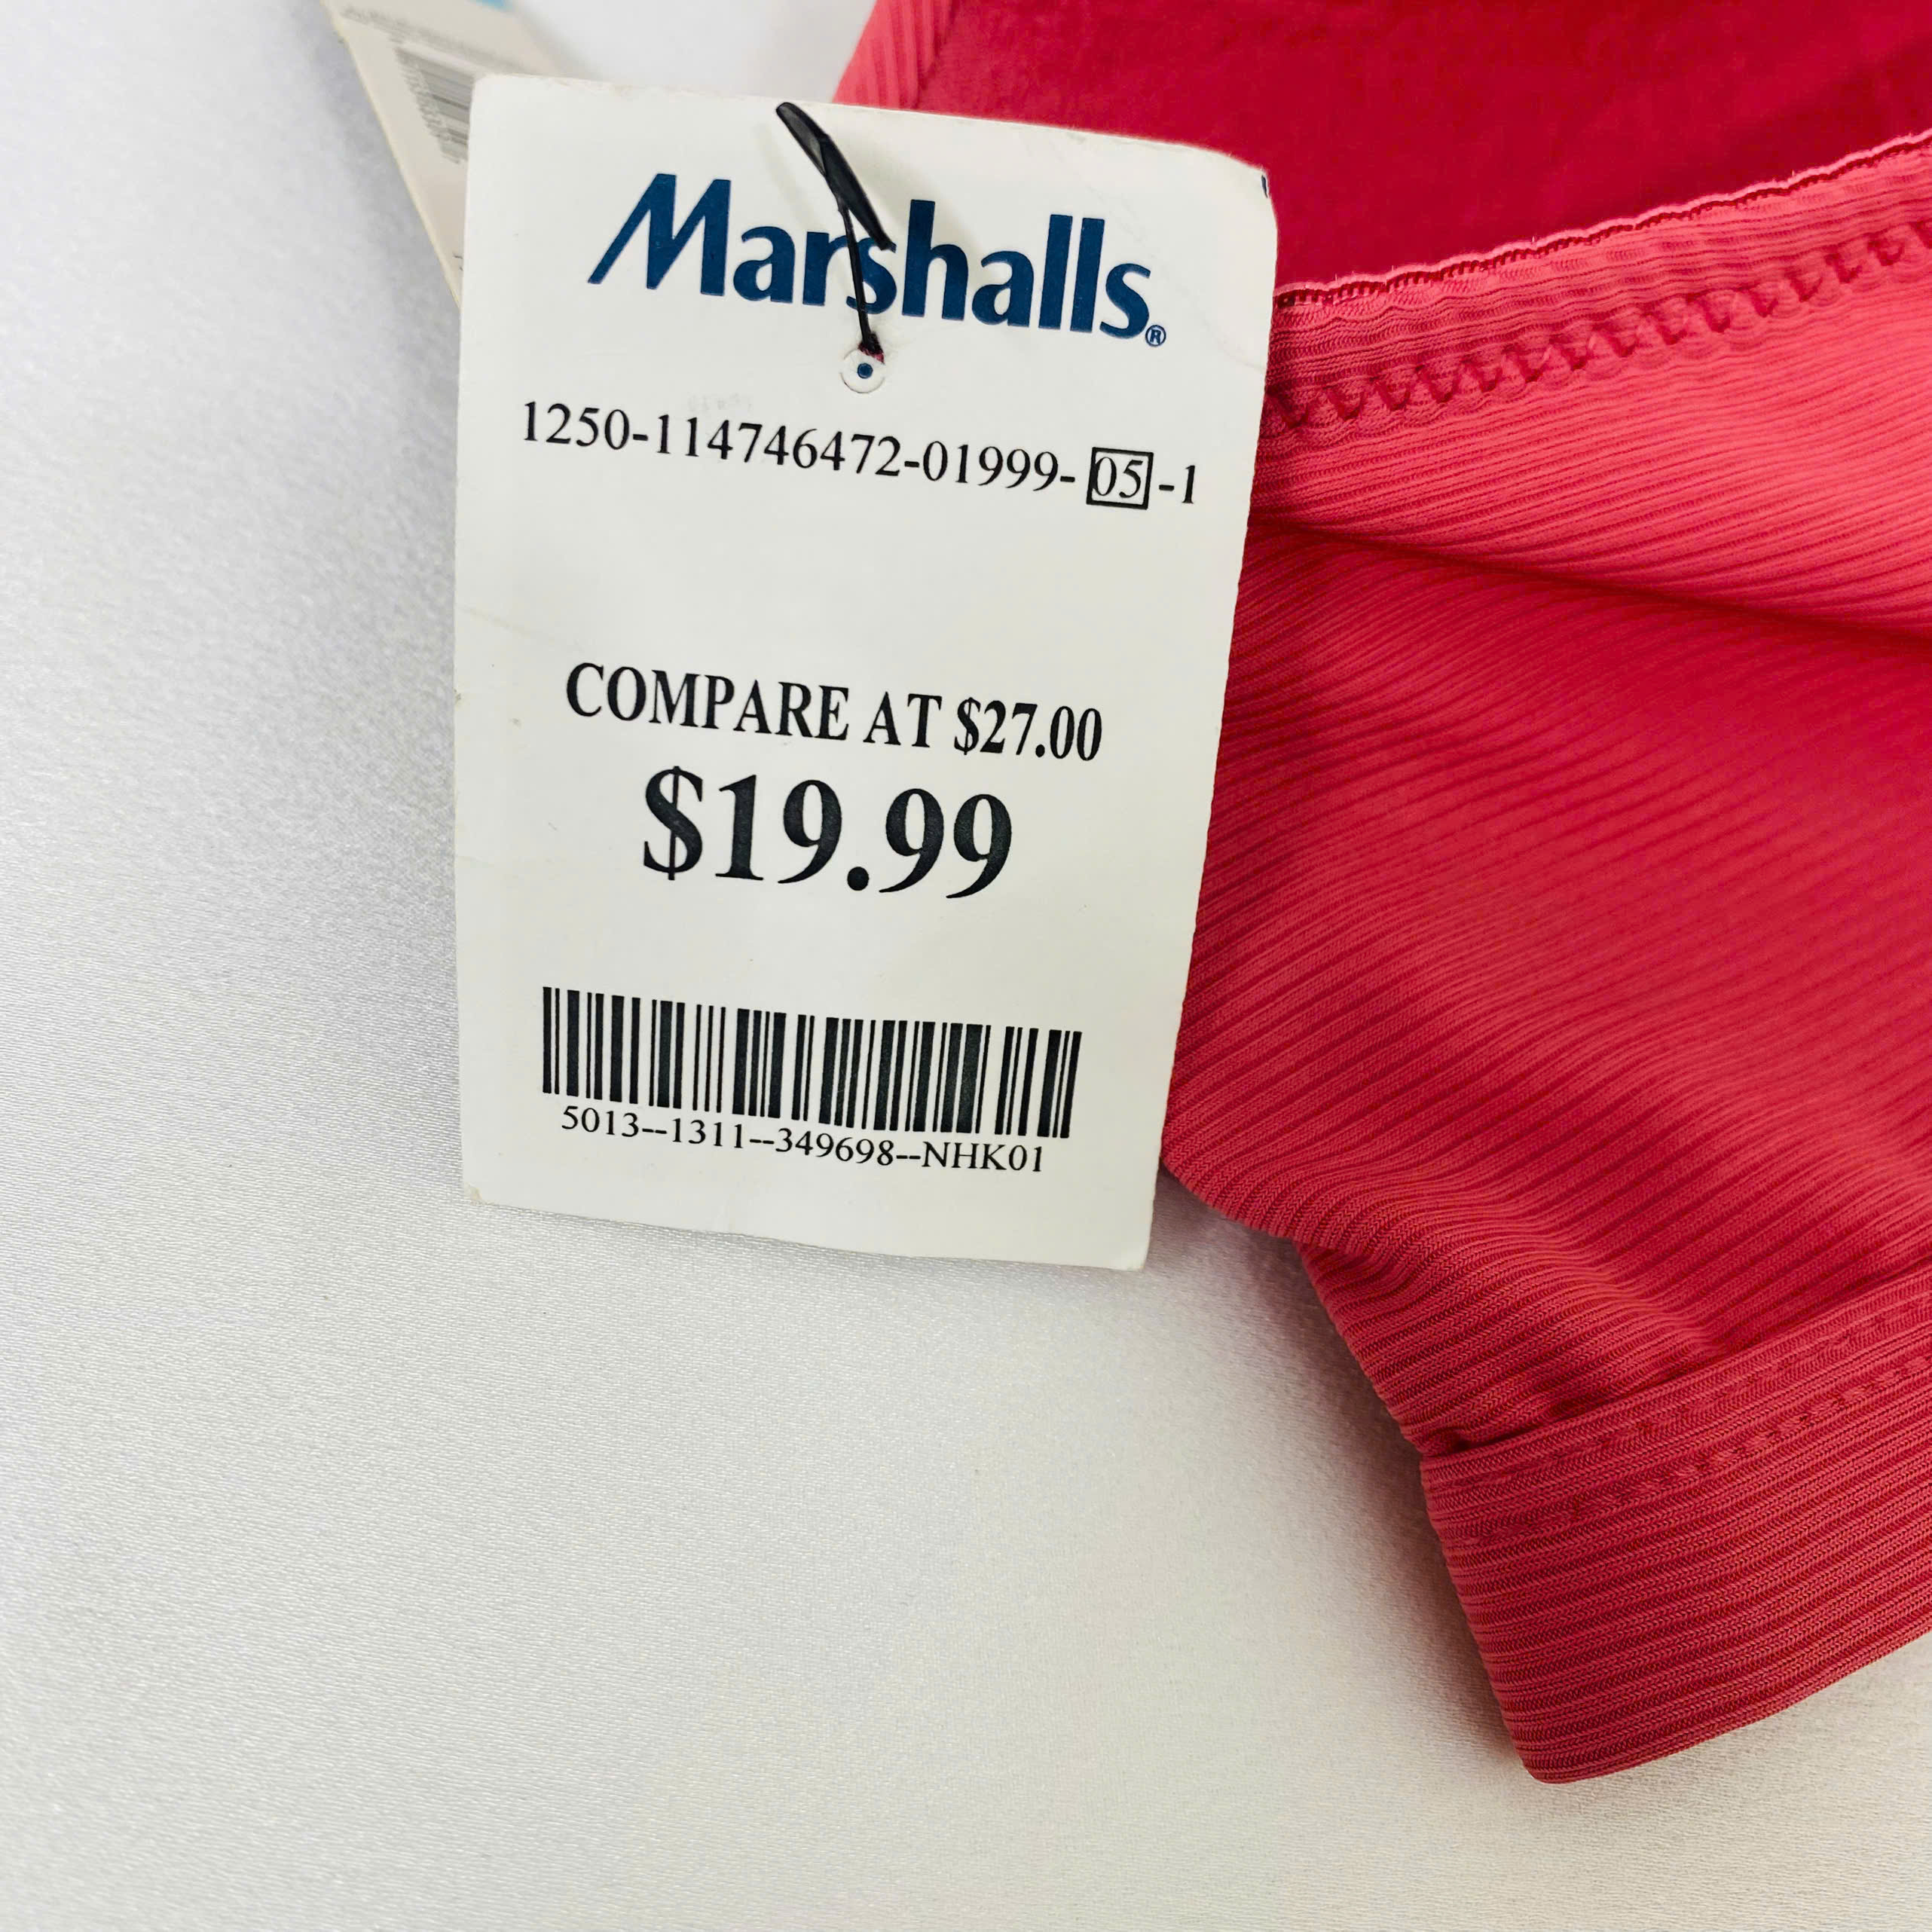 Marshalls®
1250-114746472-01999-05-1
COMPARE AT $27.00
$19.99
5013--1311--349698--NHK01